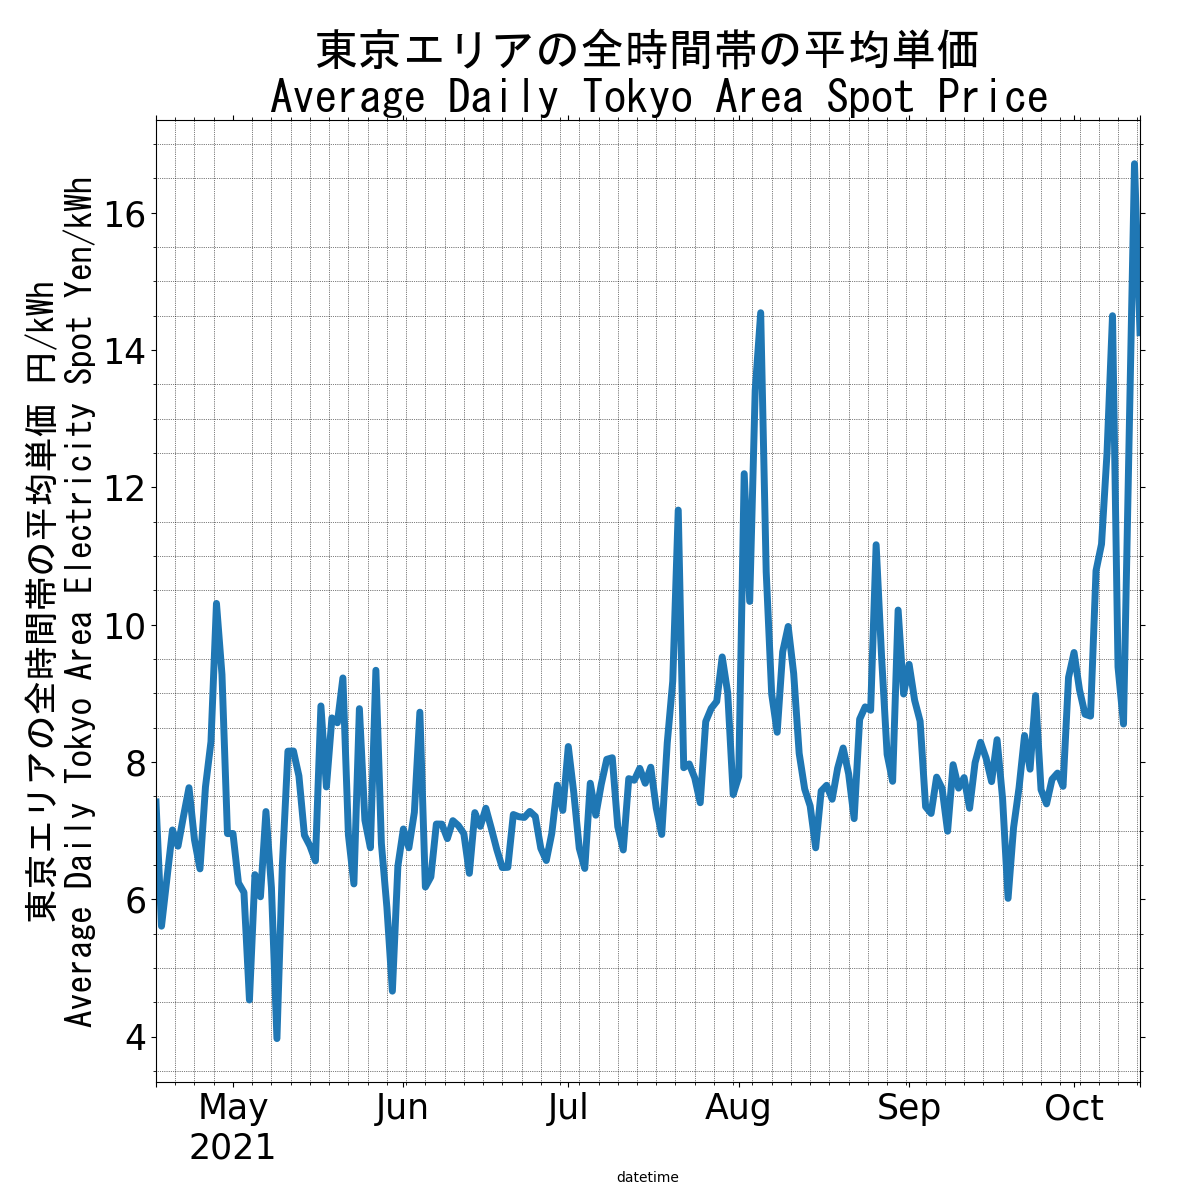 東京エリアの全時間帯の平均単価
Average Daily Tokyo Area Spot Price
東京エリアの全時間帯の平均単価 円/kWh
Average Daily Tokyo Area Electricity Spot Yen/kWh
16
14
12
10
8
6
4
May
2021
Jun
Jul
Aug
Sep
Oct
datetime